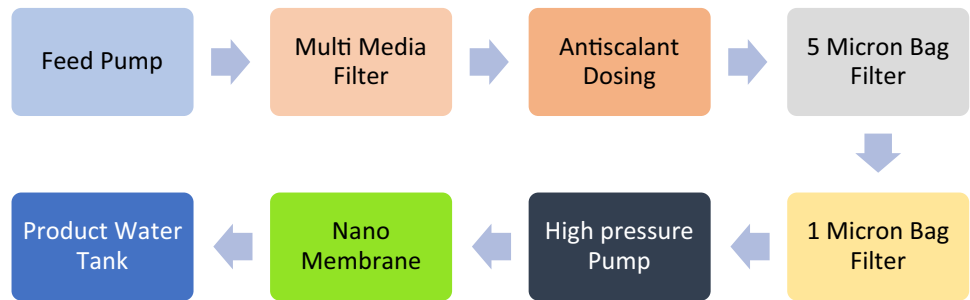 Feed Pump
Multi Media
Filter
Antiscalant
Dosing
5 Micron Bag
Filter
1 Micron Bag
Filter
High pressure
Pump
Nano
Membrane
Product Water
Tank